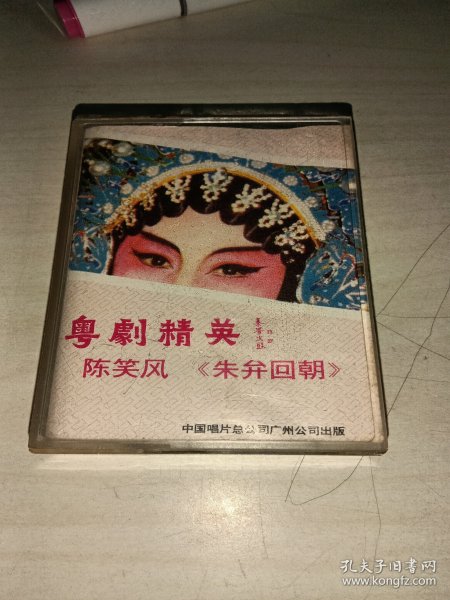 粤劇精英
陈笑风 《朱弁回朝》
中国唱片总公司广州公司出版
孔夫子旧书网
www.kongfz.com